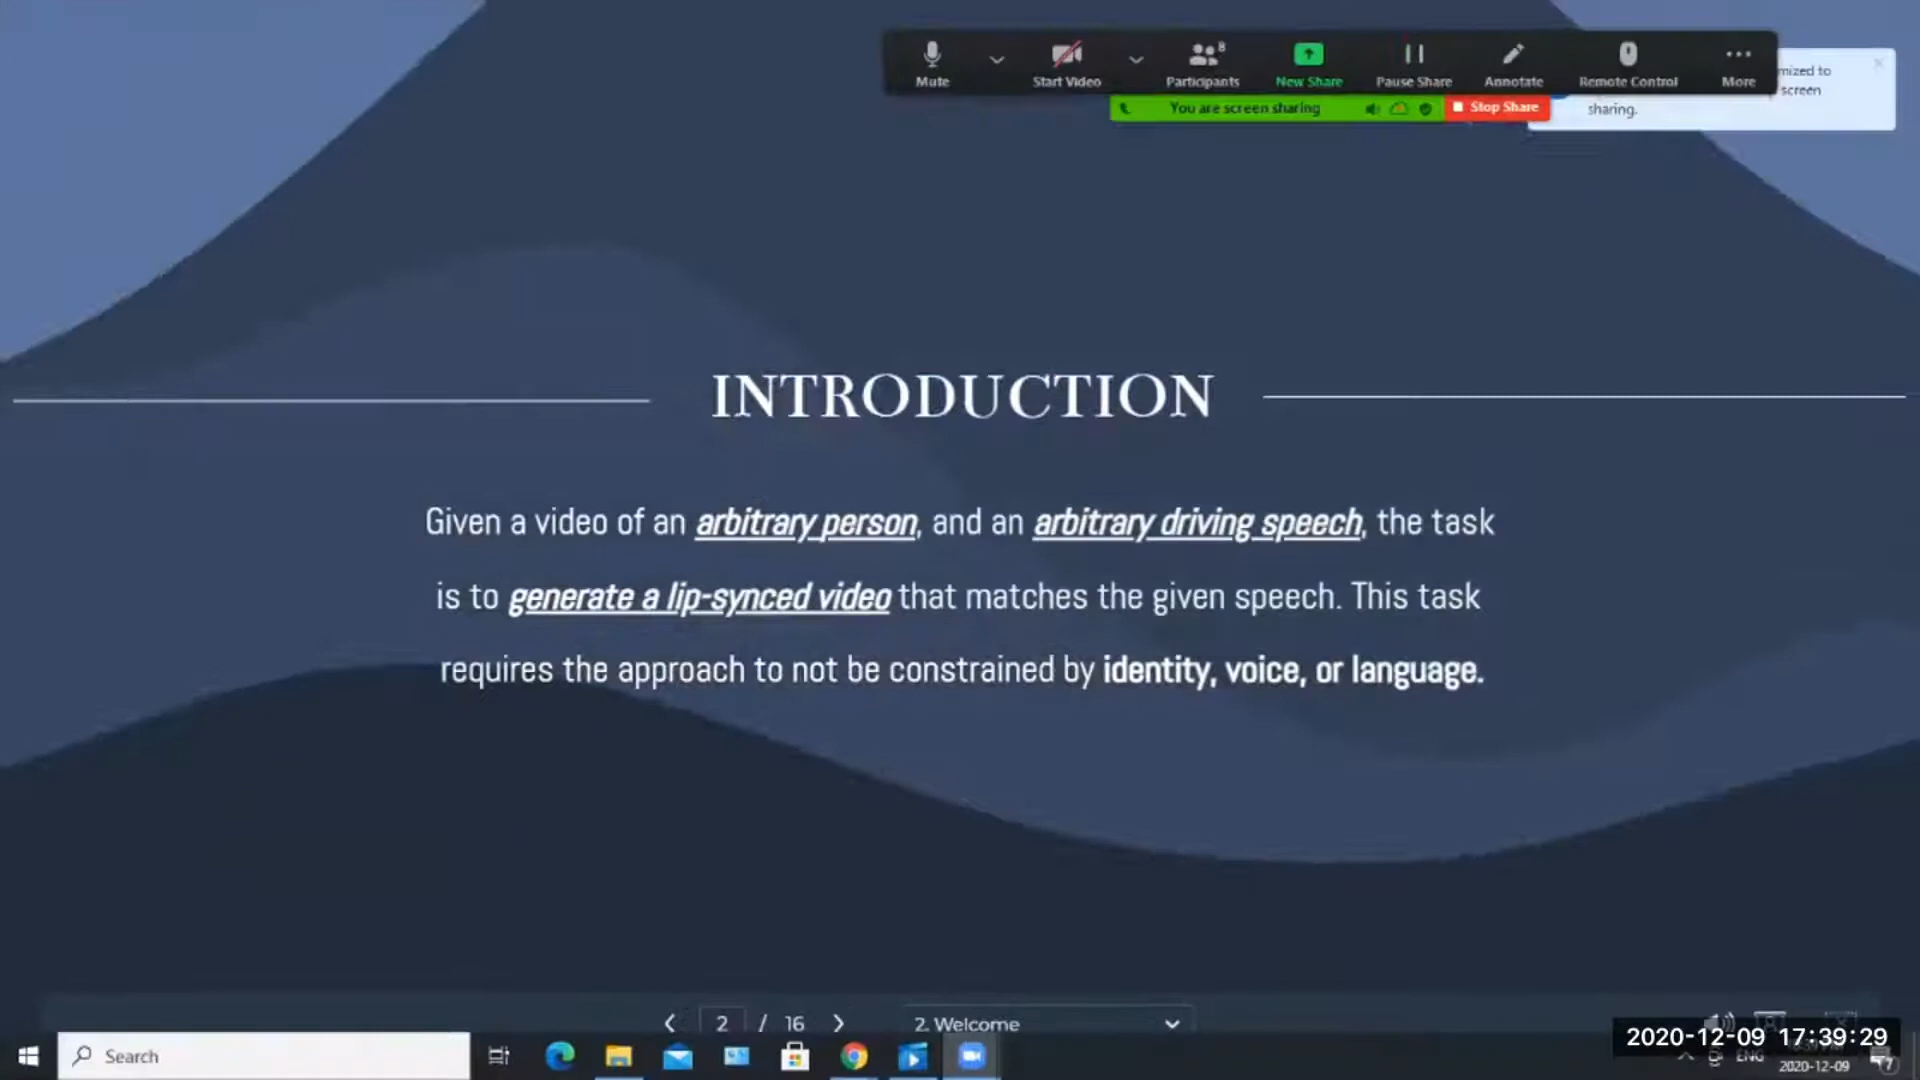 8
Mute
Start Video
Participants
New Share
Pause Share
Annotate
Remote Control
More
mized to
screen
sharing.
You are screen sharing
Stop Share
INTRODUCTION
Given a video of an arbitrary person, and an arbitrary driving speech, the task
is to generate a lip-synced video that matches the given speech. This task
requires the approach to not be constrained by identity, voice, or language.
2 / 16
2. Welcome
2020-12-09 17:39:29
Search
ENG
2020-12-09
7